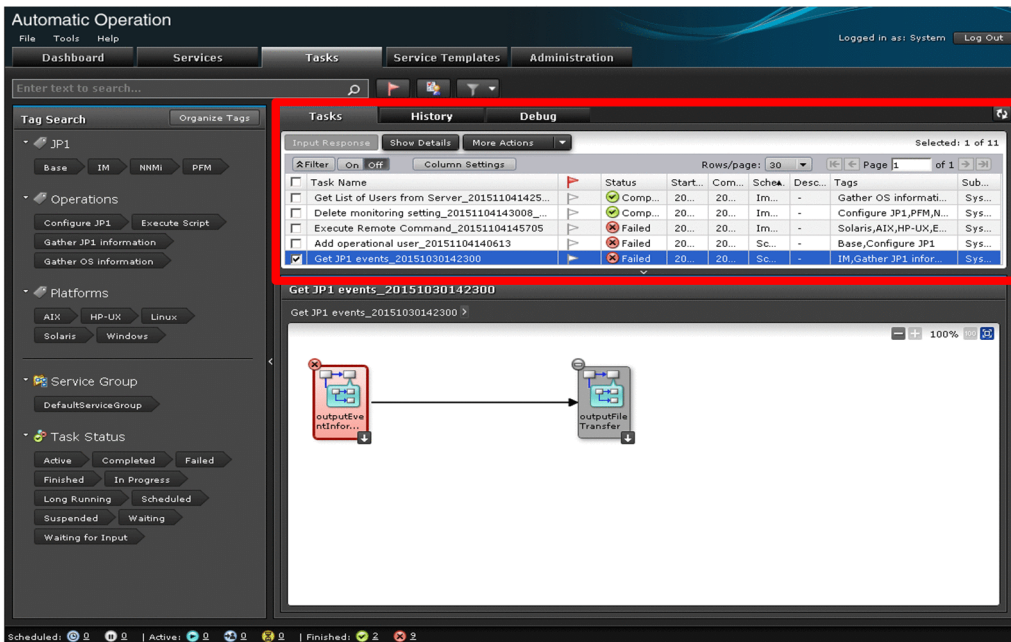 Automatic Operation
File Tools Help
Logged in as: System Log Out
Dashboard Services Tasks Service Templates Administration
Enter text to search...
Tag Search Organize Tags
JP1
Base IM NNMi PFM
Operations
Configure JP1 Execute Script
Gather JP1 information
Gather OS information
Platforms
AIX HP-UX Linux
Solaris Windows
Service Group
DefaultServiceGroup
Task Status
Active Completed Failed
Finished In Progress
Long Running Scheduled
Suspended Waiting
Waiting for Input
Tasks History Debug
Input Response Show Details More Actions Selected: 1 of 11
Filter On Off Column Settings Rows/page: 30 Page 1 of 1
Task Name Status Start... Com... Sche... Desc... Tags Sub...
Get List of Users from Server_201511041425... Comp... 20... 20... Im... - Gather OS informati... Sys...
Delete monitoring setting_20151104143008_... Comp... 20... 20... Im... - Configure JP1,PFM,N... Sys...
Execute Remote Command_20151104145705 Failed 20... 20... Im... - Solaris,AIX,HP-UX,E... Sys...
Add operational user_20151104140613 Failed 20... 20... Sc... - Base,Configure JP1 Sys...
Get JP1 events_20151030142300 Failed 20... 20... Sc... - IM,Gather JP1 infor... Sys...
Get JP1 events_20151030142300
Get JP1 events_20151030142300
100% 100
outputEve
ntInfor...
outputFile
Transfer
Scheduled: 0 0 | Active: 0 0 0 | Finished: 2 9